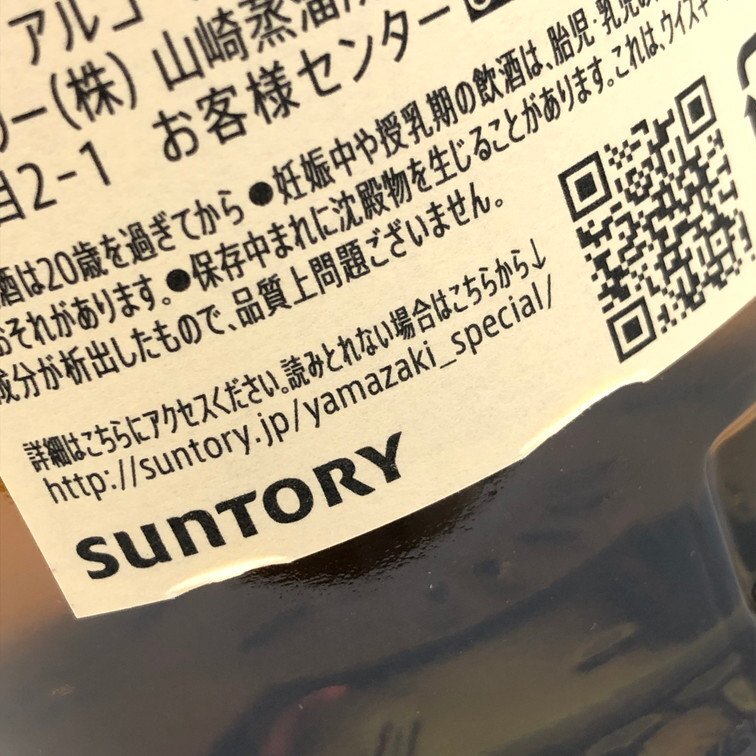 アルコー
リー(株) 山崎蒸溜
目2-1 お客様センター
酒は20歳を過ぎてから ●妊娠中や授乳期の飲酒は、胎児・乳児の
おそれがあります。●保存中まれに沈殿物を生じることがあります。これは、ウイスキー
成分が析出したもので、品質上問題ございません。
詳細はこちらにアクセスください。読みとれない場合はこちらから↓
http://suntory.jp/yamazaki_special/
SUNTORY